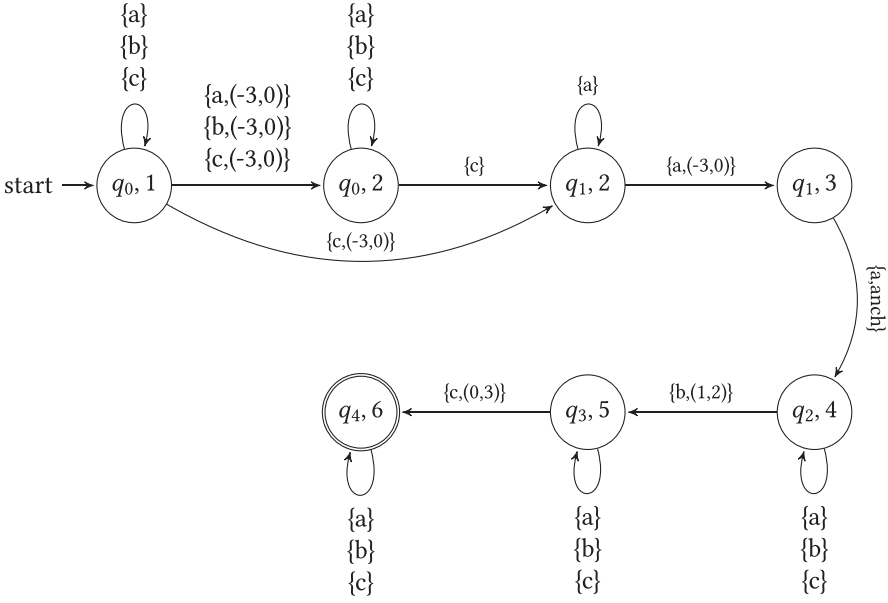 {a}
{b}
{c}
{a}
{b}
{c}
{a,(-3,0)}
{b,(-3,0)}
{c,(-3,0)}
{a}
start
q₀, 1
q₀, 2
{c}
q₁, 2
{a,(-3,0)}
q₁, 3
{c,(-3,0)}
{a,anch}
q₄, 6
{c,(0,3)}
q₃, 5
{b,(1,2)}
q₂, 4
{a}
{b}
{c}
{a}
{b}
{c}
{a}
{b}
{c}